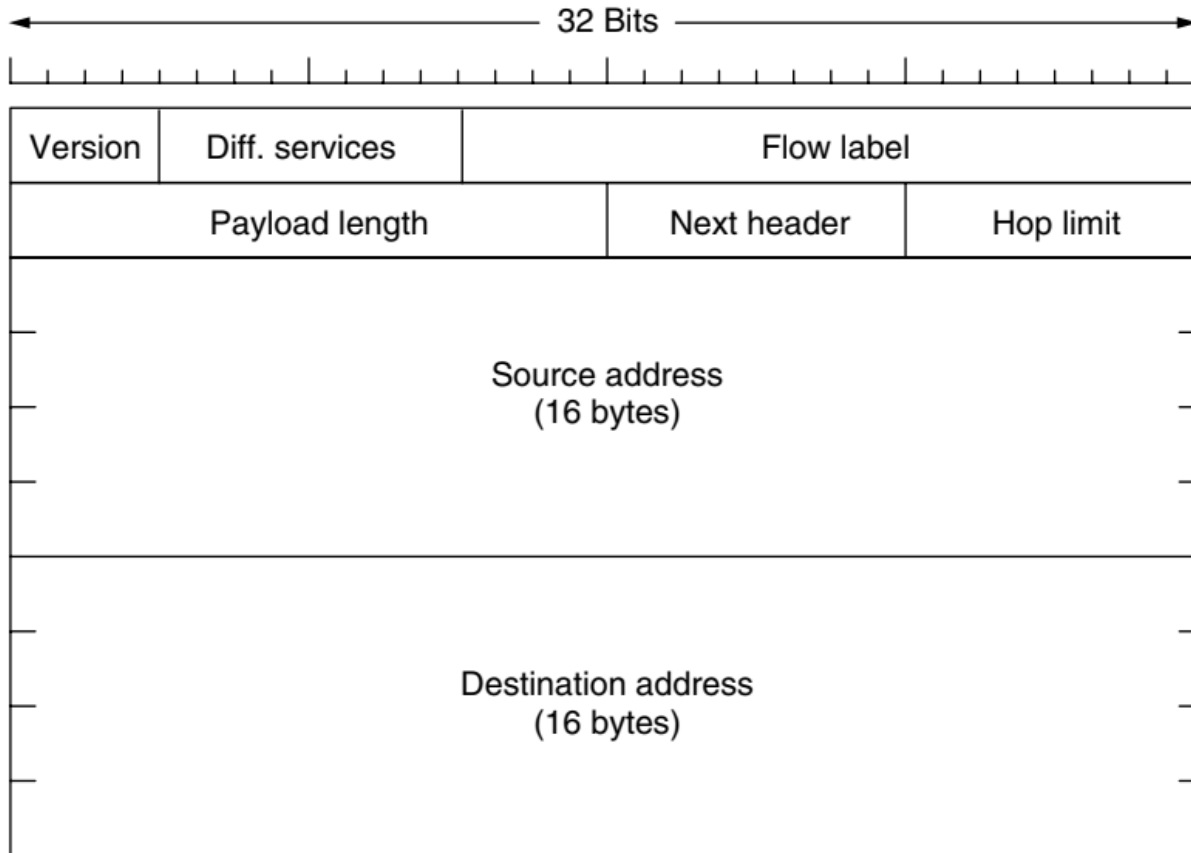 32 Bits
Version Diff. services Flow label
Payload length Next header Hop limit
Source address
(16 bytes)
Destination address
(16 bytes)